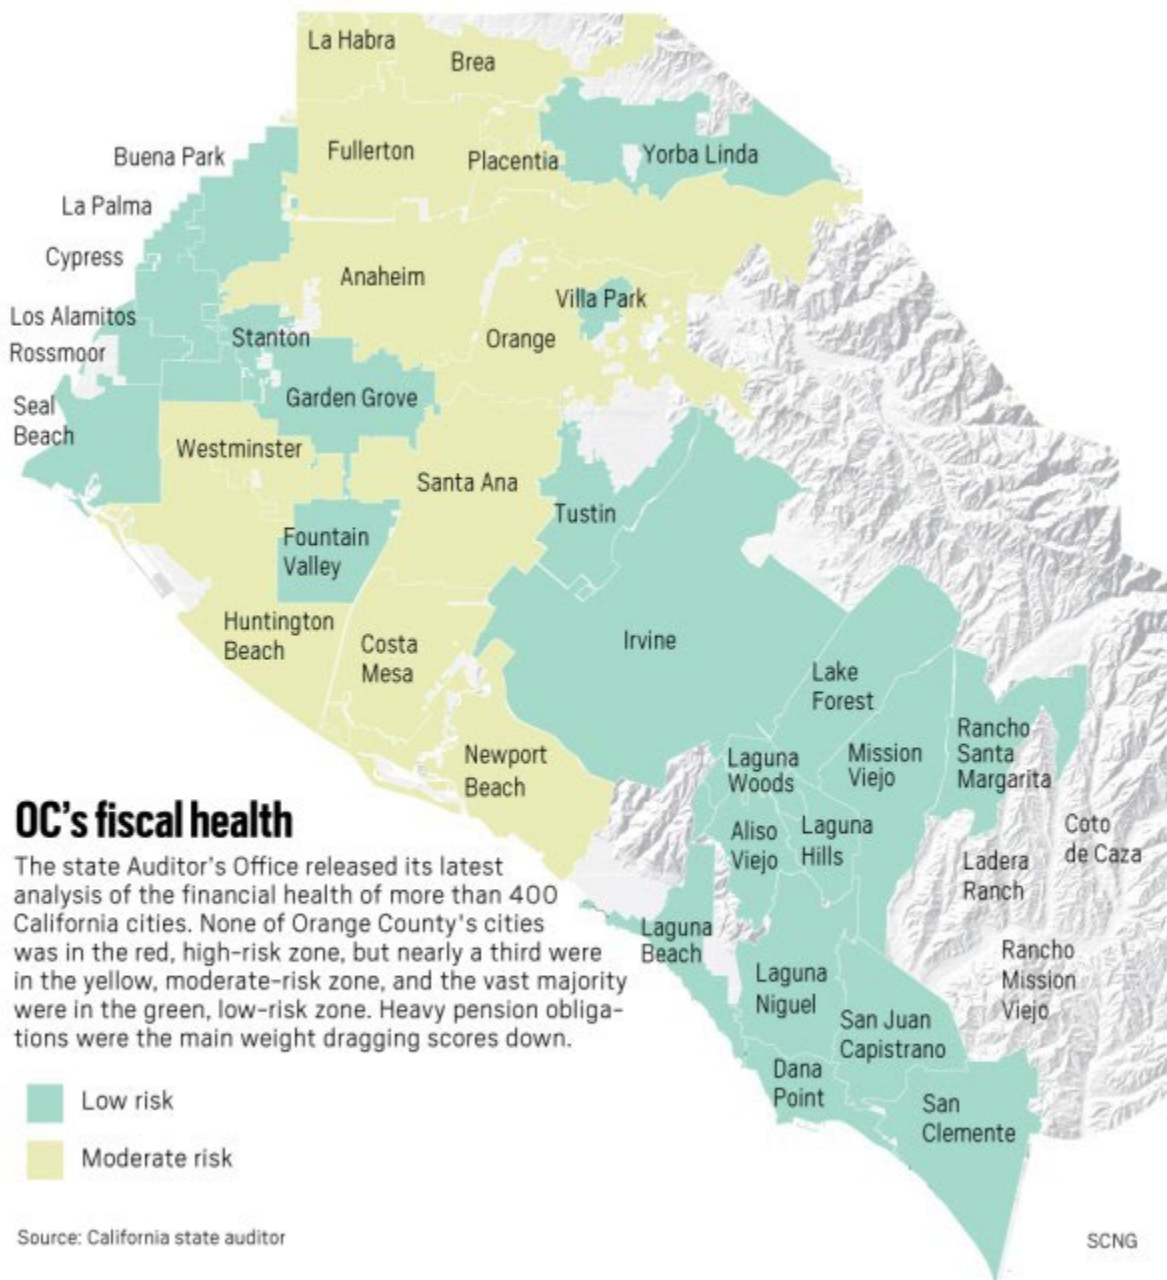 La Habra
Brea
Buena Park
Fullerton
Placentia
Yorba Linda
La Palma
Cypress
Anaheim
Villa Park
Los Alamitos
Stanton
Orange
Rossmoor
Garden Grove
Seal
Beach
Westminster
Santa Ana
Tustin
Fountain
Valley
Huntington
Beach
Costa
Mesa
Irvine
Lake
Forest
Newport
Beach
Laguna
Woods
Mission
Viejo
Rancho
Santa
Margarita
Aliso
Viejo
Laguna
Hills
Coto
de Caza
Ladera
Ranch
Laguna
Beach
Rancho
Mission
Viejo
Laguna
Niguel
San Juan
Capistrano
Dana
Point
San
Clemente
OC's fiscal health
The state Auditor's Office released its latest
analysis of the financial health of more than 400
California cities. None of Orange County's cities
was in the red, high-risk zone, but nearly a third were
in the yellow, moderate-risk zone, and the vast majority
were in the green, low-risk zone. Heavy pension obliga-
tions were the main weight dragging scores down.
Low risk
Moderate risk
Source: California state auditor
SCNG